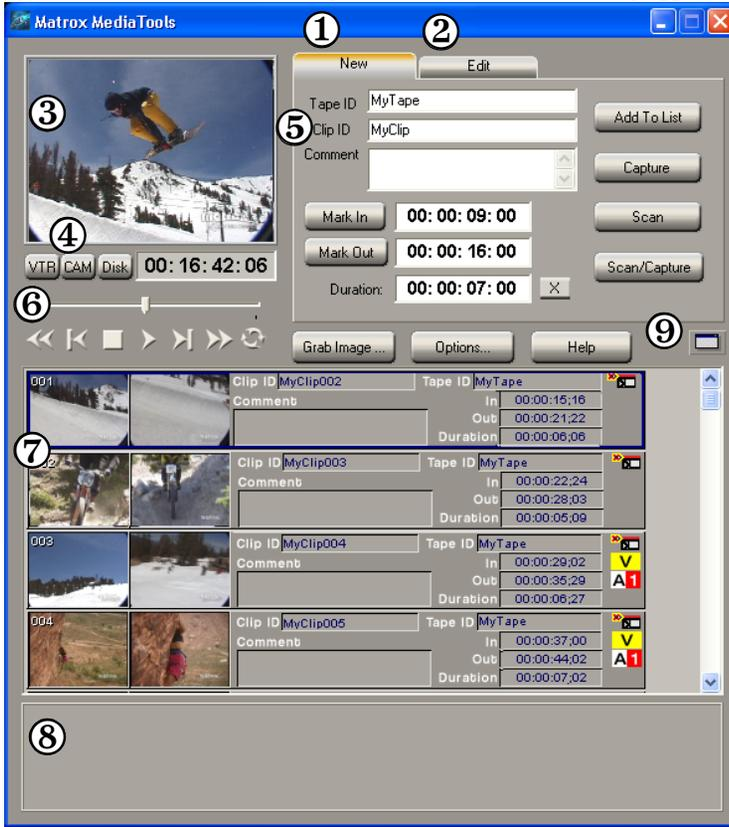 Matrox MediaTools
1
2
New
Edit
3
Tape ID MyTape
5
Clip ID MyClip
Comment
Add To List
Capture
Scan
Scan/Capture
Mark In 00:00:09:00
Mark Out 00:00:16:00
Duration: 00:00:07:00 X
4
VTR CAM Disk 00:16:42:06
6
9
Grab Image ... Options... Help
7
001 Clip ID MyClip002 Tape ID MyTape
Comment In 00:00:15;16
Out 00:00:21;22
Duration 00:00:06;06
Clip ID MyClip003 Tape ID MyTape
Comment In 00:00:22;24
Out 00:00:28;03
Duration 00:00:05;09
003 Clip ID MyClip004 Tape ID MyTape
Comment In 00:00:29;02 V
Out 00:00:35;29 A 1
Duration 00:00:06;27
004 Clip ID MyClip005 Tape ID MyTape
Comment In 00:00:37;00 V
Out 00:00:44;02 A 1
Duration 00:00:07;02
8